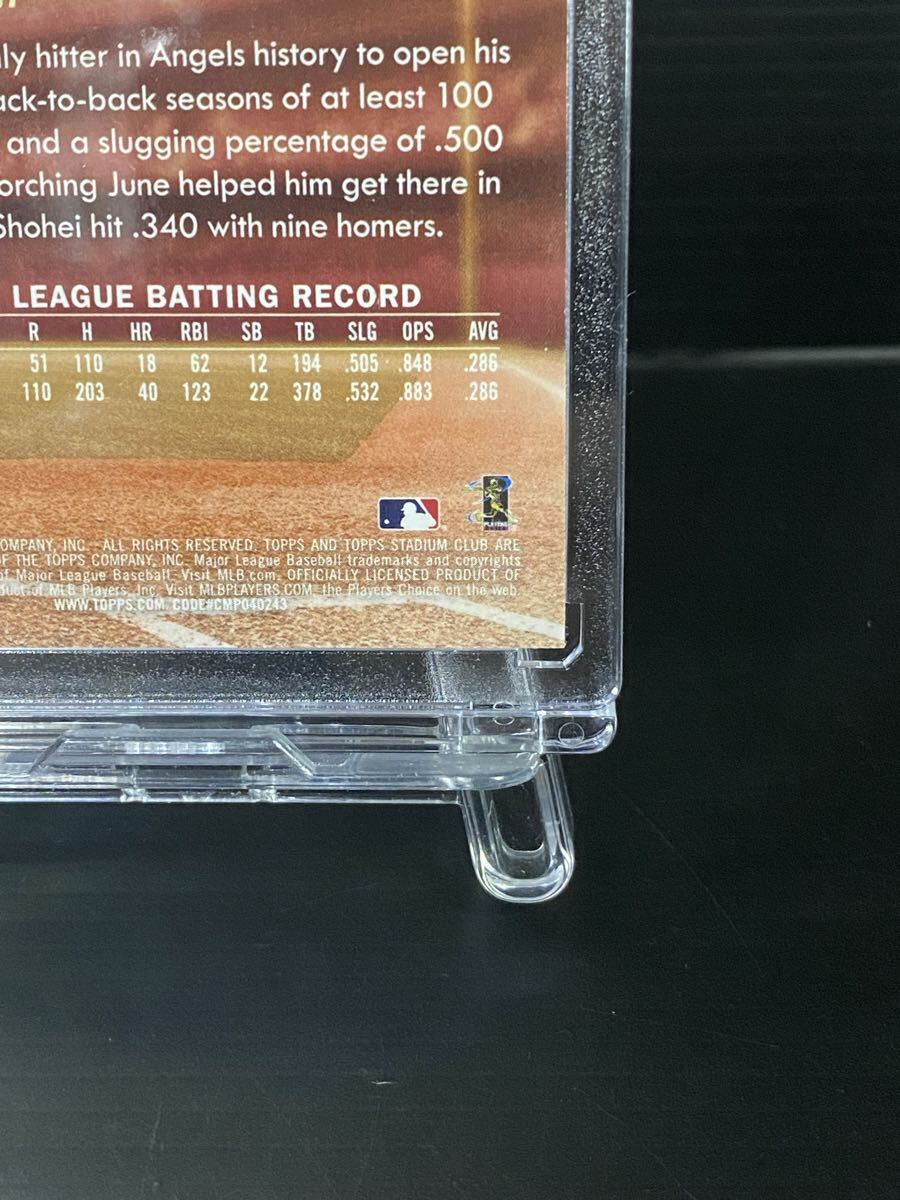 ly hitter in Angels history to open his
ack-to-back seasons of at least 100
and a slugging percentage of .500
orching June helped him get there in
Shohei hit .340 with nine homers.
LEAGUE BATTING RECORD
R H HR RBI SB TB SLG OPS AVG
51 110 18 62 12 194 .505 .848 .286
110 203 40 123 22 378 .532 .883 .286
PLAYERS
OMPANY, INC. ALL RIGHTS RESERVED. TOPPS AND TOPPS STADIUM CLUB ARE
OF THE TOPPS COMPANY, INC. Major League Baseball trademarks and copyrights
of Major League Baseball. Visit MLB.com. OFFICIALLY LICENSED PRODUCT OF
duct of MLB Players, Inc. Visit MLBPLAYERS.COM, the Players Choice on the web.
WWW.TOPPS.COM. CODE#CMP040243